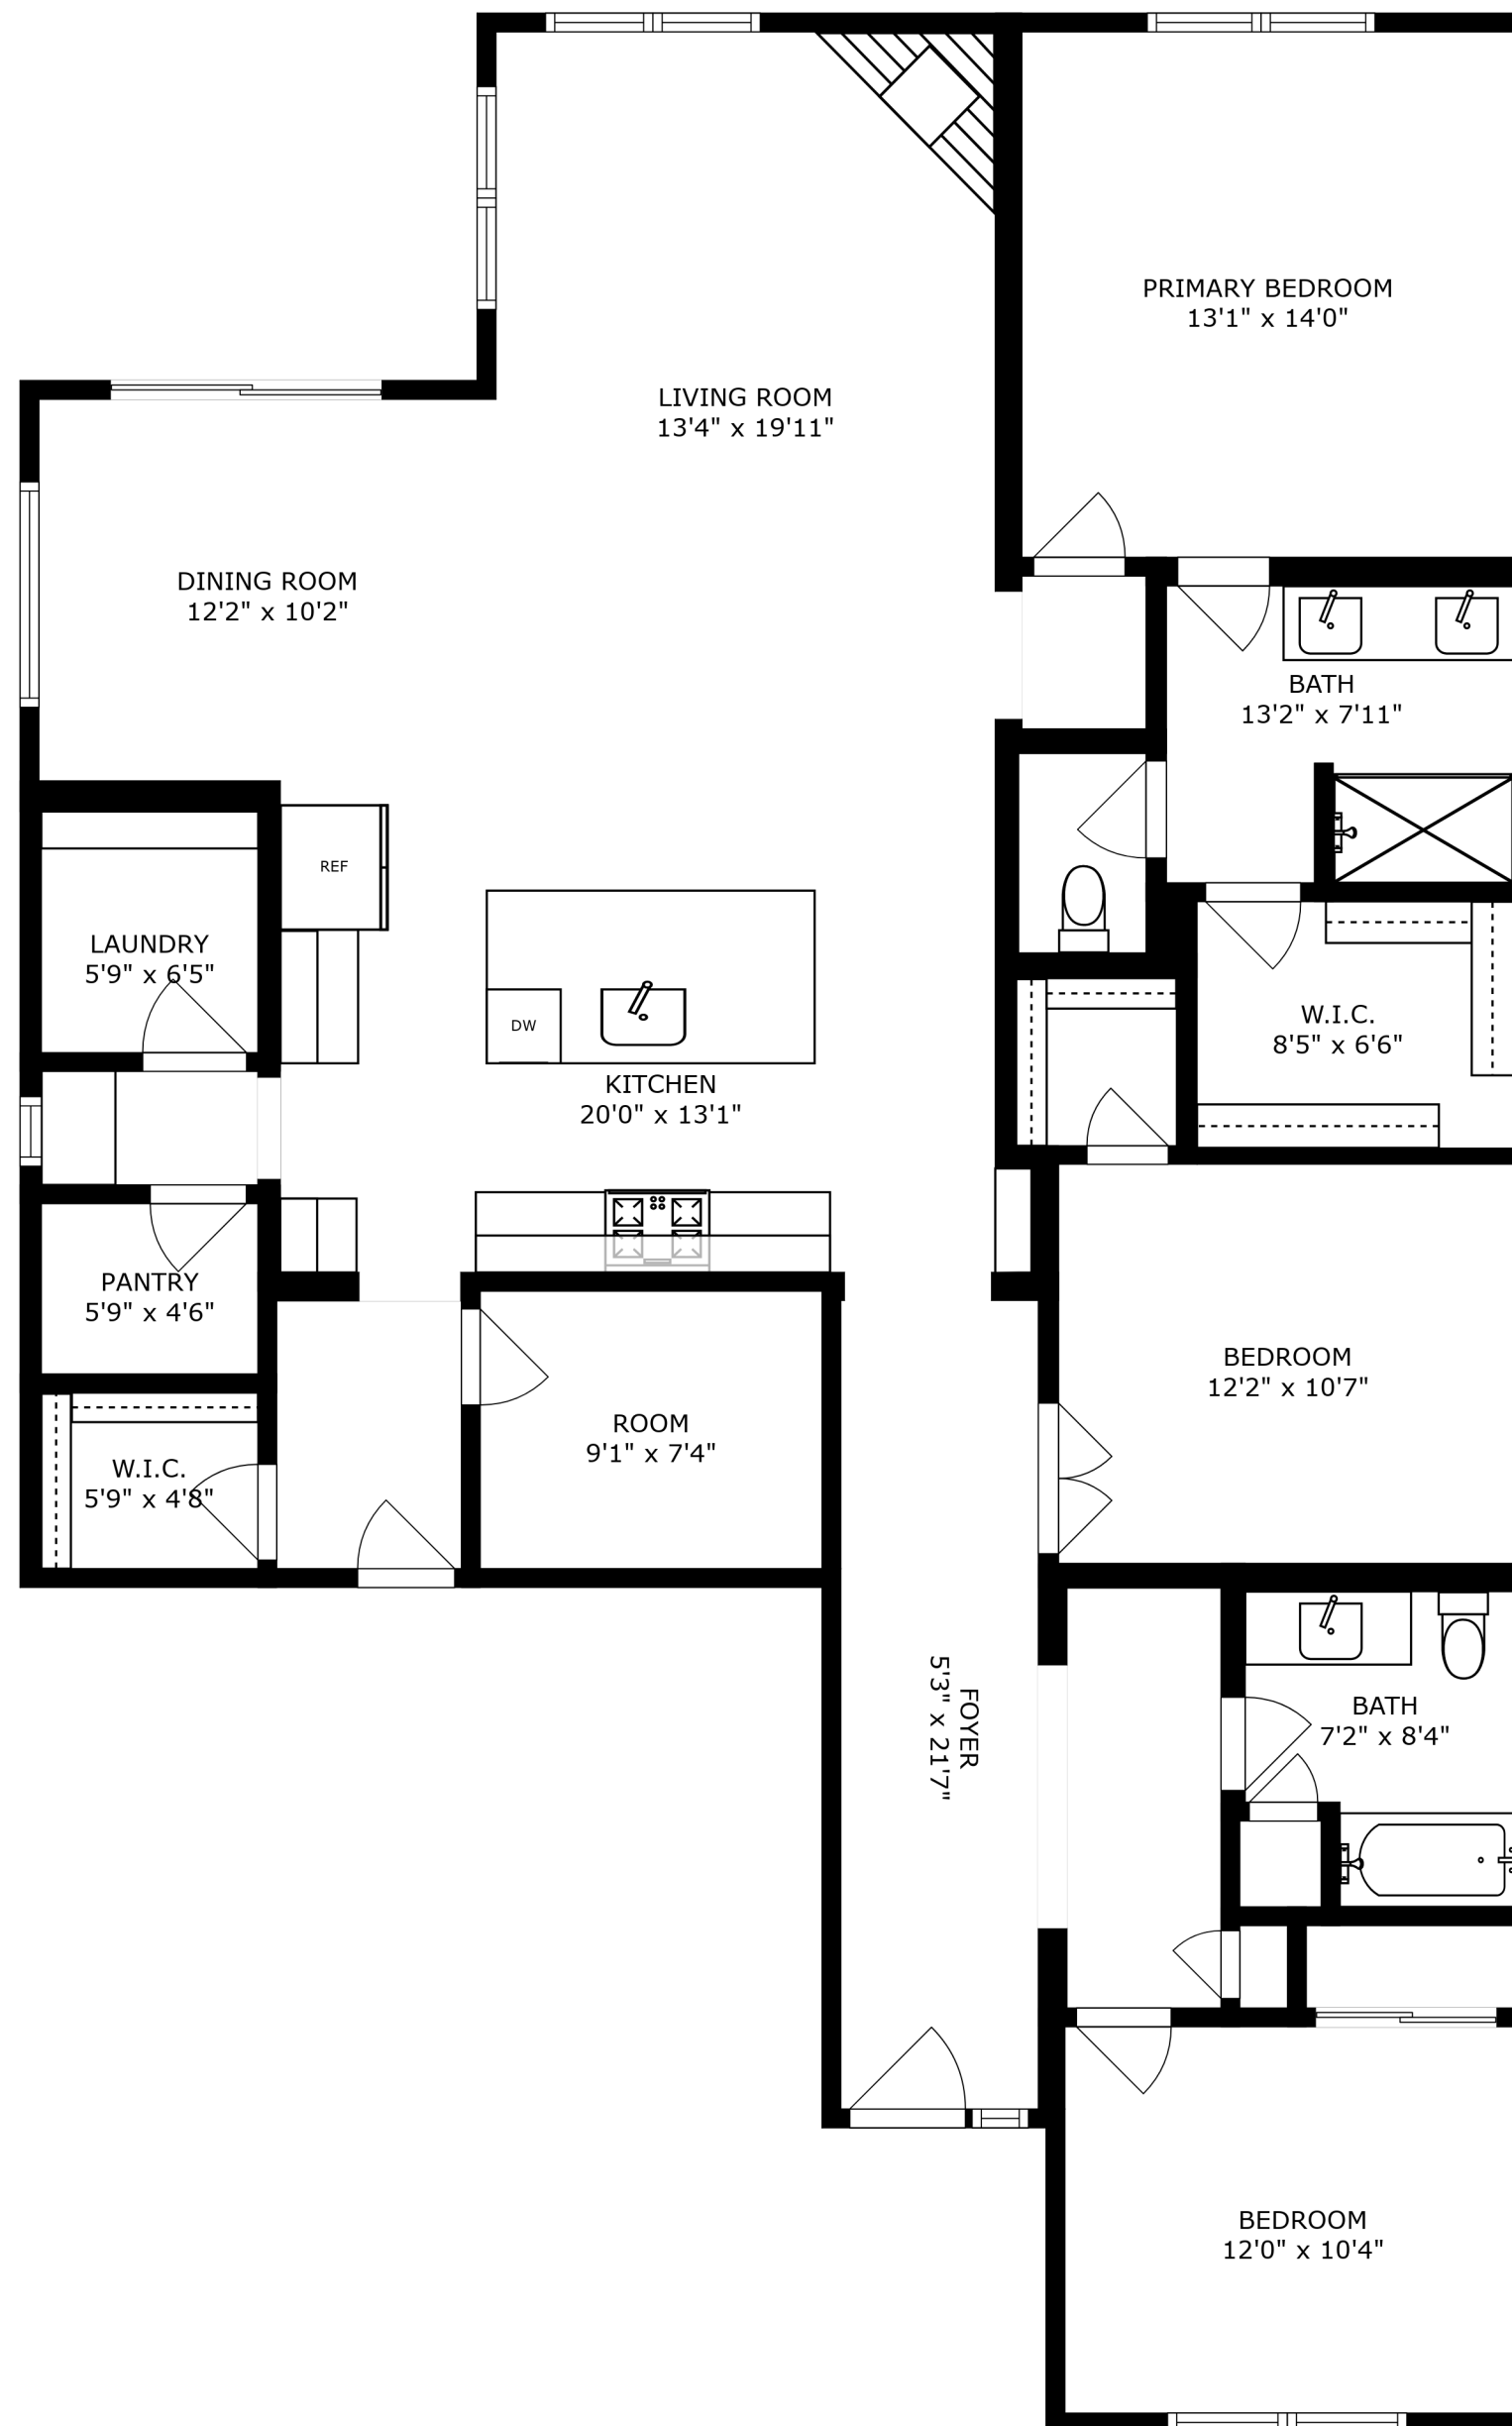 PRIMARY BEDROOM
13'1" x 14'0"
LIVING ROOM
13'4" x 19'11"
DINING ROOM
12'2" x 10'2"
BATH
13'2" x 7'11"
REF
LAUNDRY
5'9" x 6'5"
DW
W.I.C.
8'5" x 6'6"
KITCHEN
20'0" x 13'1"
PANTRY
5'9" x 4'6"
BEDROOM
12'2" x 10'7"
ROOM
9'1" x 7'4"
W.I.C.
5'9" x 4'8"
FOYER
5'3" x 21'7"
BATH
7'2" x 8'4"
BEDROOM
12'0" x 10'4"